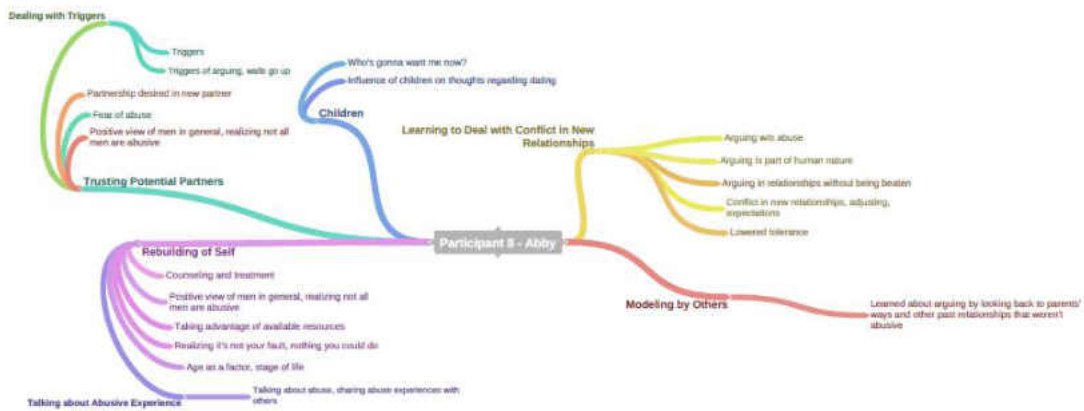 Dealing with Triggers
Triggers
Triggers of arguing, walls go up
Partnership desired in new partner
Fear of abuse
Positive view of men in general, realizing not all
men are abusive
Trusting Potential Partners
Who's gonna want me now?
Influence of children on thoughts regarding dating
Children
Learning to Deal with Conflict in New
Relationships
Arguing w/o abuse
Arguing is part of human nature
Arguing in relationships without being beaten
Conflict in new relationships, adjusting,
expectations
Lowered tolerance
Participant 8 - Abby
Rebuilding of Self
Counseling and treatment
Positive view of men in general, realizing not all
men are abusive
Taking advantage of available resources
Realizing it's not your fault, nothing you could do
Age as a factor, stage of life
Talking about Abusive Experience
Talking about abuse, sharing abuse experiences with
others
Modeling by Others
Learned about arguing by looking back to parents'
ways and other past relationships that weren't
abusive